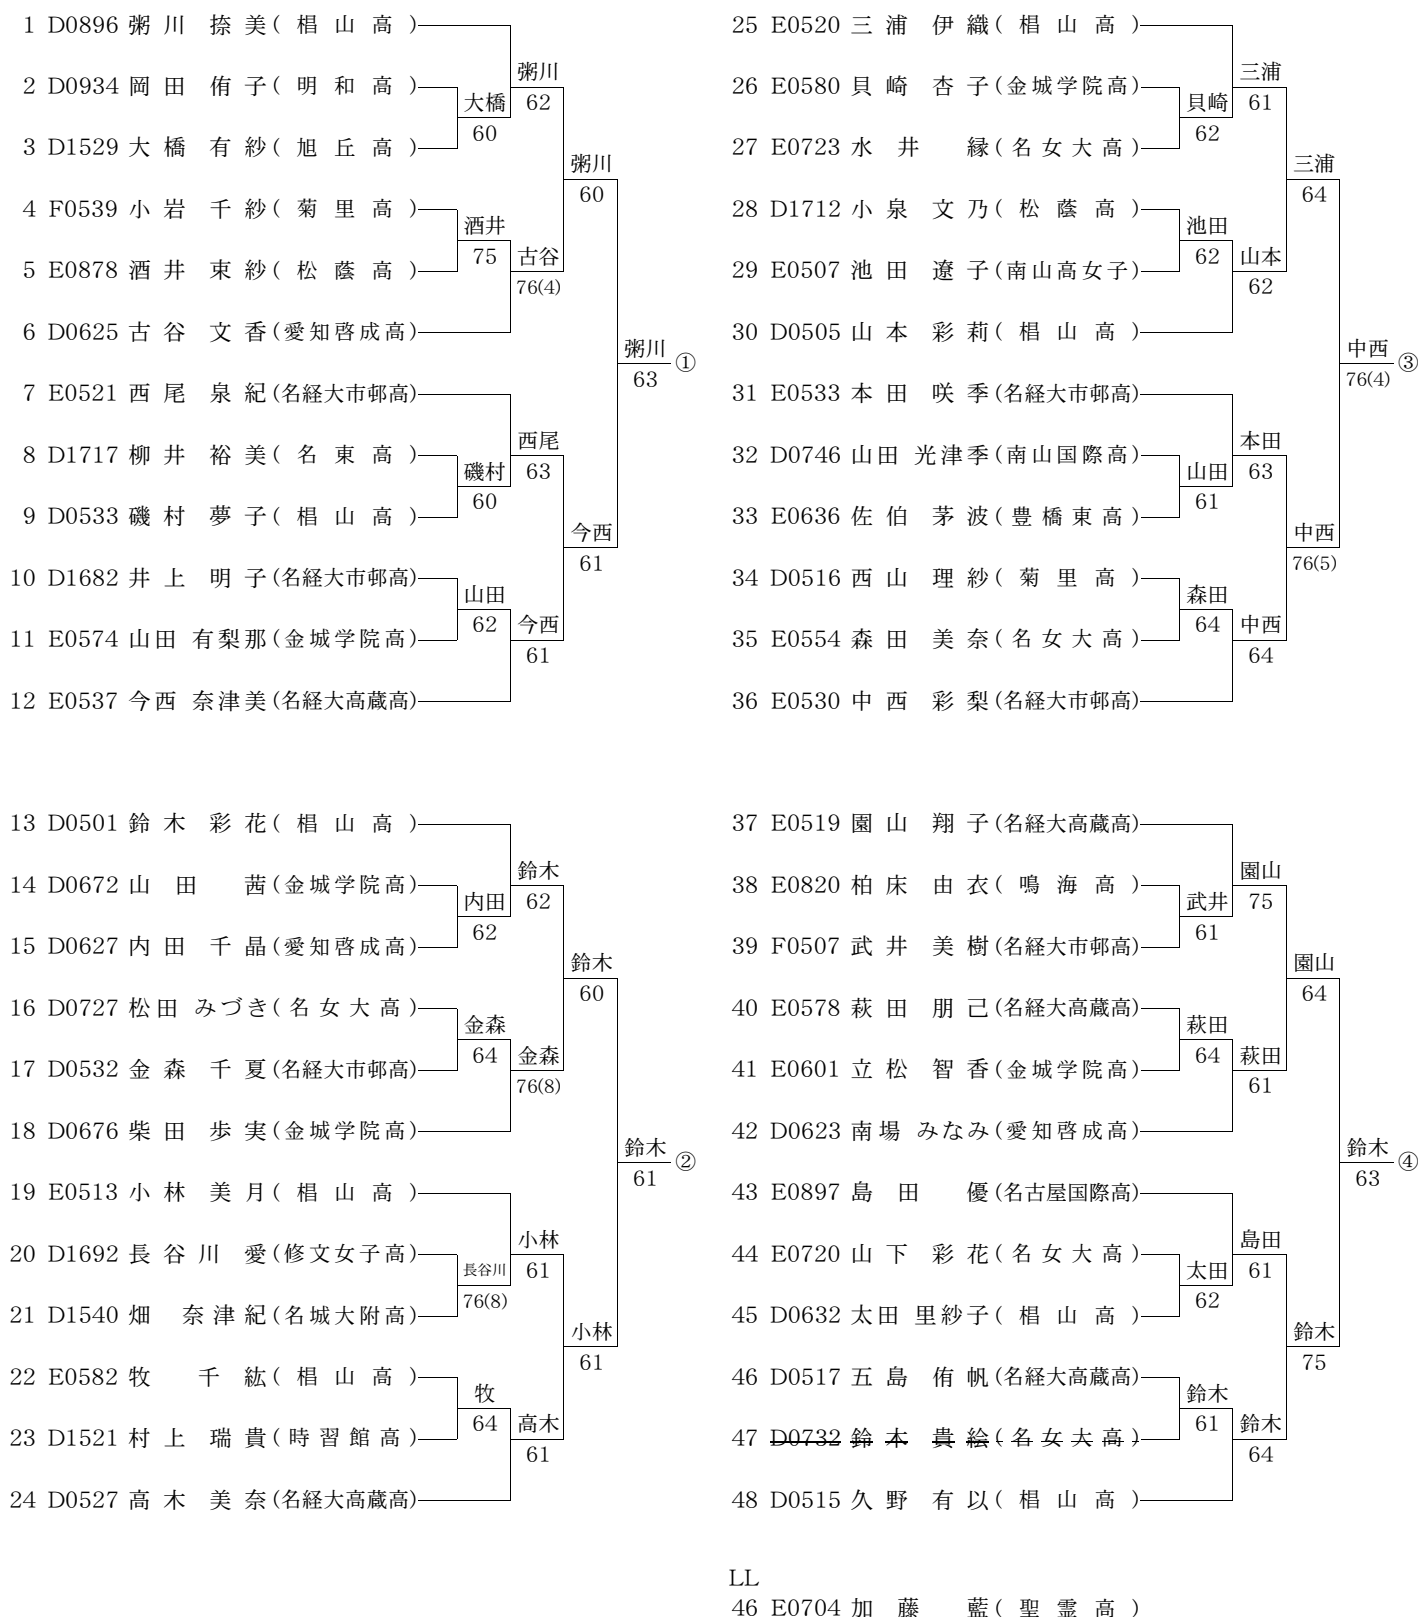 1 D0896 粥川 捺美(椙山高)
粥川
62
2 D0934 岡田 侑子(明和高)
大橋
60
3 D1529 大橋 有紗(旭丘高)
粥川
60
4 F0539 小岩 千紗(菊里高)
酒井
75
古谷
76(4)
5 E0878 酒井 束紗(松蔭高)
6 D0625 古谷 文香(愛知啓成高)
粥川
63
①
7 E0521 西尾 泉紀(名経大市邨高)
西尾
63
8 D1717 柳井 裕美(名東高)
磯村
60
9 D0533 磯村 夢子(椙山高)
今西
61
10 D1682 井上 明子(名経大市邨高)
山田
62
今西
61
11 E0574 山田 有梨那(金城学院高)
12 E0537 今西 奈津美(名経大高蔵高)
13 D0501 鈴木 彩花(椙山高)
鈴木
62
14 D0672 山田 茜(金城学院高)
内田
62
15 D0627 内田 千晶(愛知啓成高)
鈴木
60
16 D0727 松田 みづき(名女大高)
金森
64
金森
76(8)
17 D0532 金森 千夏(名経大市邨高)
18 D0676 柴田 歩実(金城学院高)
鈴木
61
②
19 E0513 小林 美月(椙山高)
小林
61
20 D1692 長谷川 愛(修文女子高)
長谷川
76(8)
21 D1540 畑 奈津紀(名城大附高)
小林
61
22 E0582 牧 千紘(椙山高)
牧
64
高木
61
23 D1521 村上 瑞貴(時習館高)
24 D0527 高木 美奈(名経大高蔵高)
25 E0520 三浦 伊織(椙山高)
三浦
61
26 E0580 貝崎 杏子(金城学院高)
貝崎
62
27 E0723 水井 縁(名女大高)
三浦
64
28 D1712 小泉 文乃(松蔭高)
池田
62
山本
62
29 E0507 池田 遼子(南山高女子)
30 D0505 山本 彩莉(椙山高)
中西
76(4)
③
31 E0533 本田 咲季(名経大市邨高)
本田
63
32 D0746 山田 光津季(南山国際高)
山田
61
33 E0636 佐伯 茅波(豊橋東高)
中西
76(5)
34 D0516 西山 理紗(菊里高)
森田
64
中西
64
35 E0554 森田 美奈(名女大高)
36 E0530 中西 彩梨(名経大市邨高)
37 E0519 園山 翔子(名経大高蔵高)
園山
75
38 E0820 柏床 由衣(鳴海高)
武井
61
39 F0507 武井 美樹(名経大市邨高)
園山
64
40 E0578 萩田 朋己(名経大高蔵高)
萩田
64
萩田
61
41 E0601 立松 智香(金城学院高)
42 D0623 南場 みなみ(愛知啓成高)
鈴木
63
④
43 E0897 島田 優(名古屋国際高)
島田
61
44 E0720 山下 彩花(名女大高)
太田
62
45 D0632 太田 里紗子(椙山高)
鈴木
75
46 D0517 五島 侑帆(名経大高蔵高)
鈴木
61
鈴木
64
47 D0732 鈴木 貴絵(名女大高)
48 D0515 久野 有以(椙山高)
LL
46 E0704 加藤 藍(聖霊高)